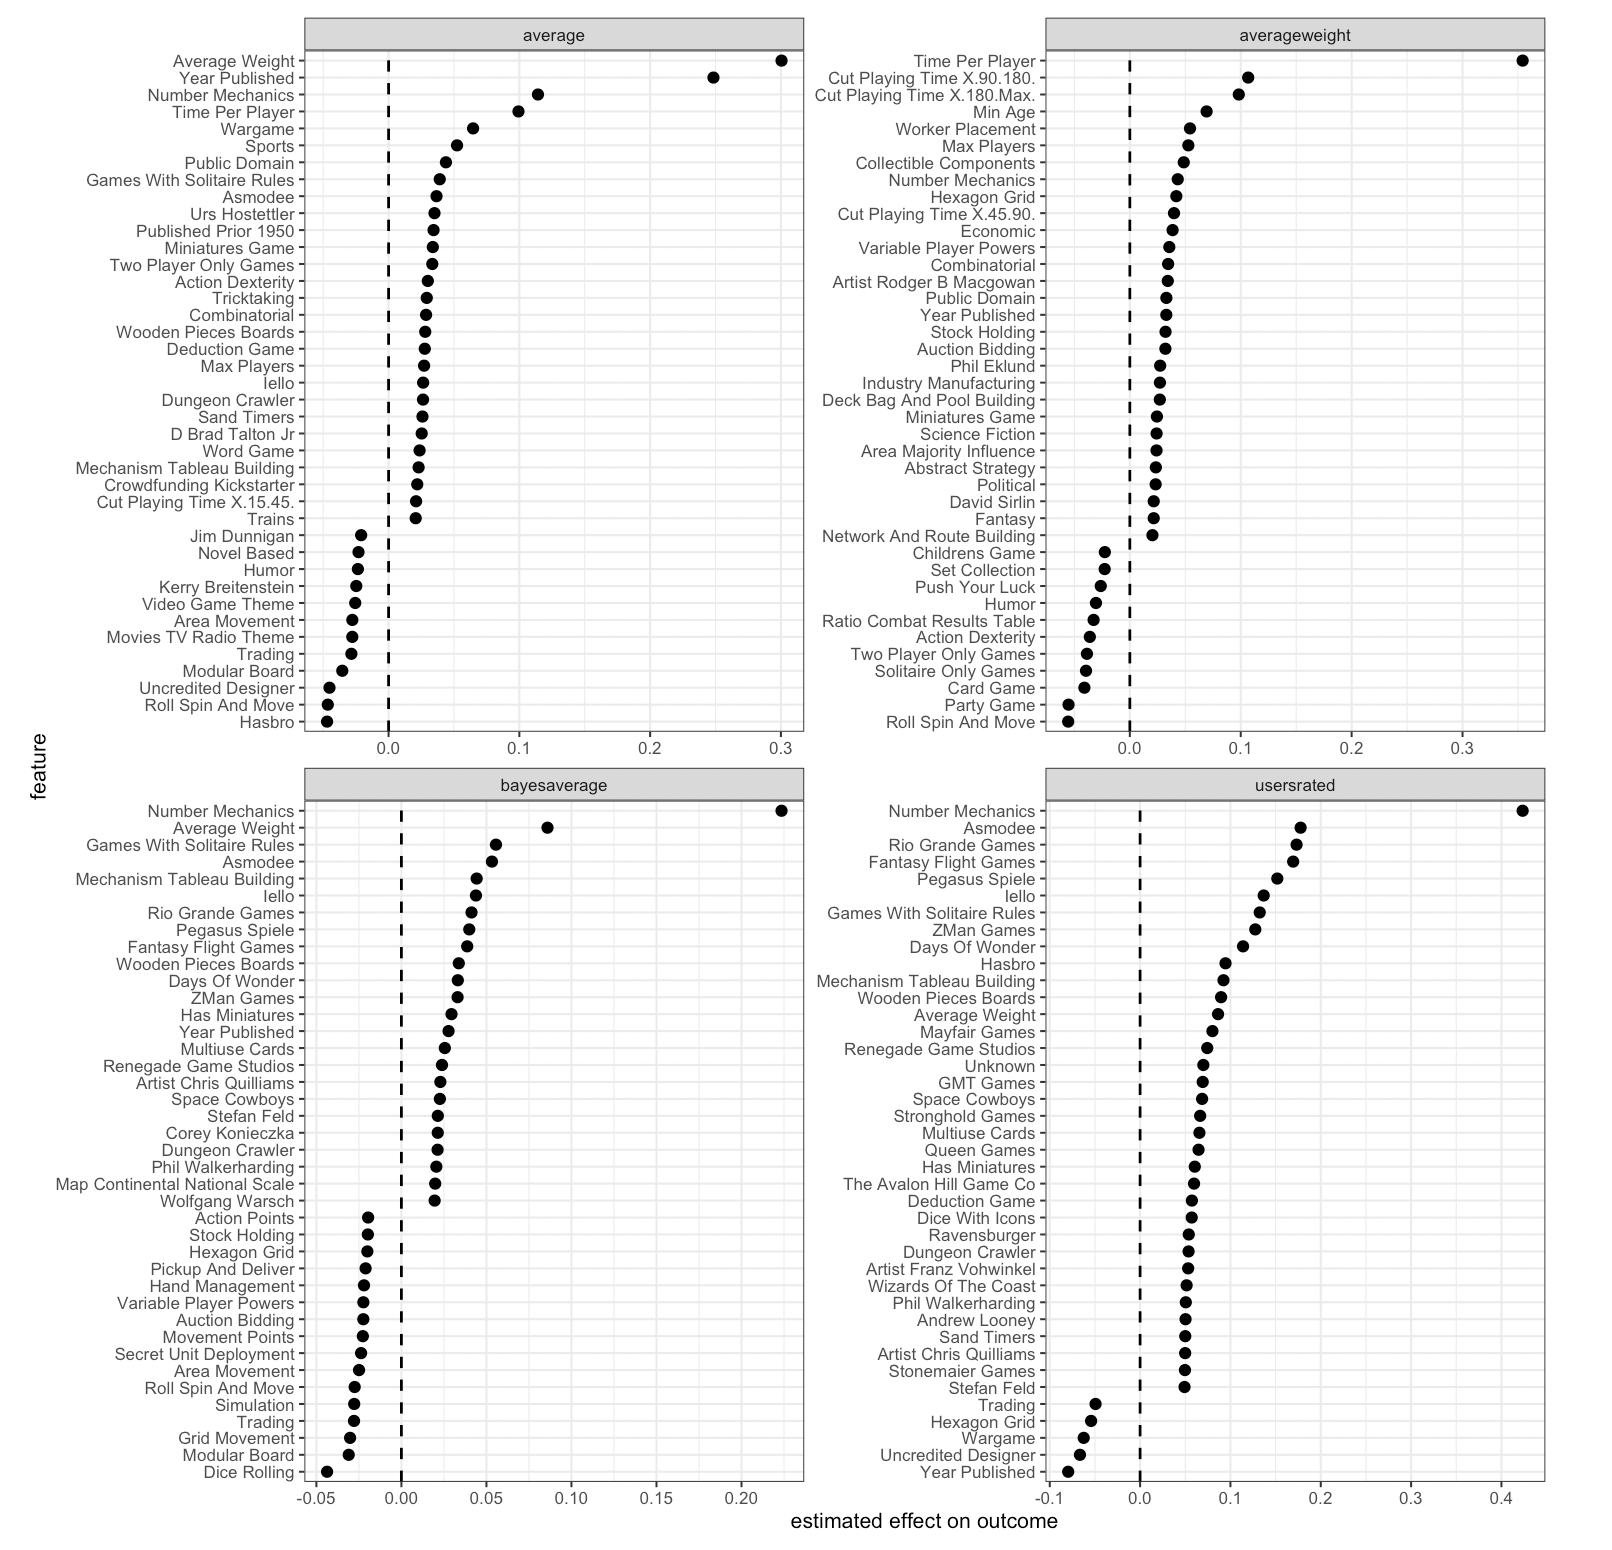 average
Average Weight
Year Published
Number Mechanics
Time Per Player
Wargame
Sports
Public Domain
Games With Solitaire Rules
Asmodee
Urs Hostettler
Published Prior 1950
Miniatures Game
Two Player Only Games
Action Dexterity
Tricktaking
Combinatorial
Wooden Pieces Boards
Deduction Game
Max Players
Iello
Dungeon Crawler
Sand Timers
D Brad Talton Jr
Word Game
Mechanism Tableau Building
Crowdfunding Kickstarter
Cut Playing Time X.15.45.
Trains
Jim Dunnigan
Novel Based
Humor
Kerry Breitenstein
Video Game Theme
Area Movement
Movies TV Radio Theme
Trading
Modular Board
Uncredited Designer
Roll Spin And Move
Hasbro
0.0 0.1 0.2 0.3
averageweight
Time Per Player
Cut Playing Time X.90.180.
Cut Playing Time X.180.Max.
Min Age
Worker Placement
Max Players
Collectible Components
Number Mechanics
Hexagon Grid
Cut Playing Time X.45.90.
Economic
Variable Player Powers
Combinatorial
Artist Rodger B Macgowan
Public Domain
Year Published
Stock Holding
Auction Bidding
Phil Eklund
Industry Manufacturing
Deck Bag And Pool Building
Miniatures Game
Science Fiction
Area Majority Influence
Abstract Strategy
Political
David Sirlin
Fantasy
Network And Route Building
Childrens Game
Set Collection
Push Your Luck
Humor
Ratio Combat Results Table
Action Dexterity
Two Player Only Games
Solitaire Only Games
Card Game
Party Game
Roll Spin And Move
0.0 0.1 0.2 0.3
feature
bayesaverage
Number Mechanics
Average Weight
Games With Solitaire Rules
Asmodee
Mechanism Tableau Building
Iello
Rio Grande Games
Pegasus Spiele
Fantasy Flight Games
Wooden Pieces Boards
Days Of Wonder
ZMan Games
Has Miniatures
Year Published
Multiuse Cards
Renegade Game Studios
Artist Chris Quilliams
Space Cowboys
Stefan Feld
Corey Konieczka
Dungeon Crawler
Phil Walkerharding
Map Continental National Scale
Wolfgang Warsch
Action Points
Stock Holding
Hexagon Grid
Pickup And Deliver
Hand Management
Variable Player Powers
Auction Bidding
Movement Points
Secret Unit Deployment
Area Movement
Roll Spin And Move
Simulation
Trading
Grid Movement
Modular Board
Dice Rolling
-0.05 0.00 0.05 0.10 0.15 0.20
usersrated
Number Mechanics
Asmodee
Rio Grande Games
Fantasy Flight Games
Pegasus Spiele
Iello
Games With Solitaire Rules
ZMan Games
Days Of Wonder
Hasbro
Mechanism Tableau Building
Wooden Pieces Boards
Average Weight
Mayfair Games
Renegade Game Studios
Unknown
GMT Games
Space Cowboys
Stronghold Games
Multiuse Cards
Queen Games
Has Miniatures
The Avalon Hill Game Co
Deduction Game
Dice With Icons
Ravensburger
Dungeon Crawler
Artist Franz Vohwinkel
Wizards Of The Coast
Phil Walkerharding
Andrew Looney
Sand Timers
Artist Chris Quilliams
Stonemaier Games
Stefan Feld
Trading
Hexagon Grid
Wargame
Uncredited Designer
Year Published
-0.1 0.0 0.1 0.2 0.3 0.4
estimated effect on outcome